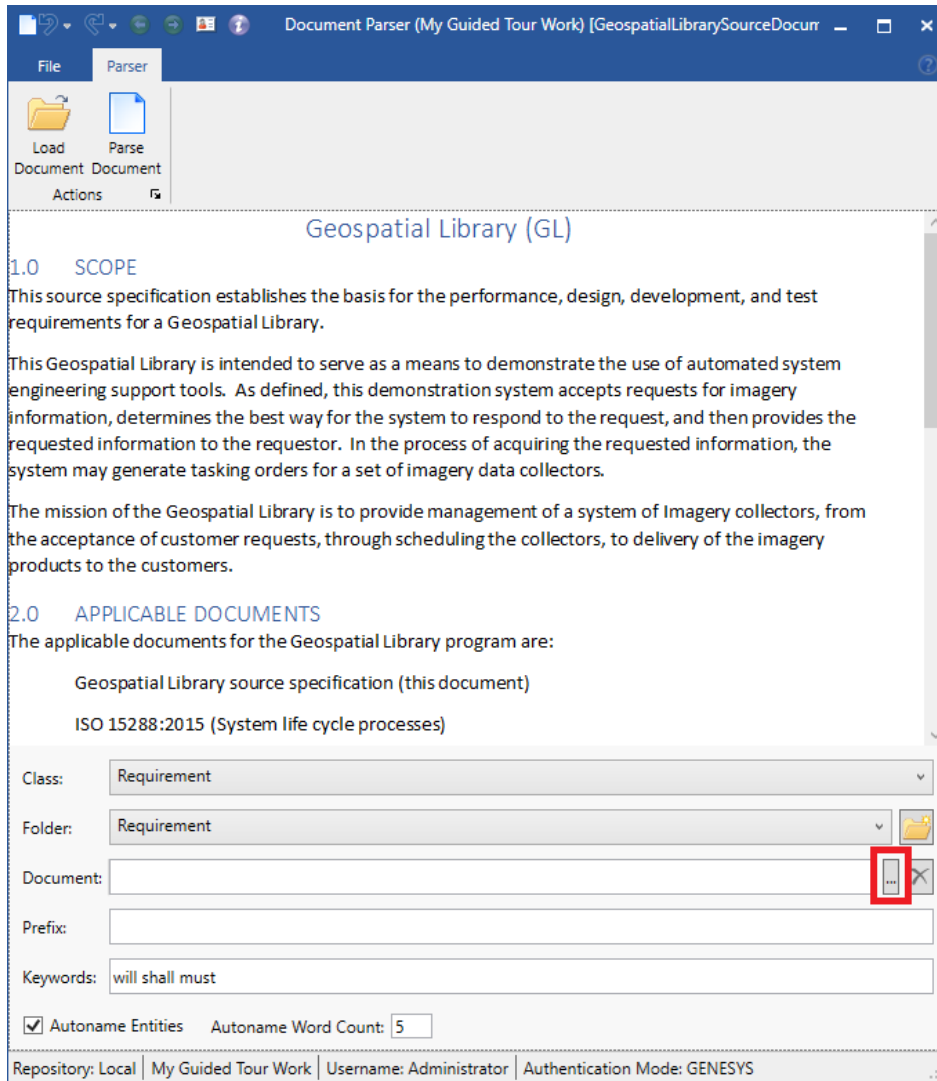 Document Parser (My Guided Tour Work) [GeospatialLibrarySourceDocum
File Parser
Load Document
Parse Document
Actions
Geospatial Library (GL)
1.0 SCOPE
This source specification establishes the basis for the performance, design, development, and test
requirements for a Geospatial Library.
This Geospatial Library is intended to serve as a means to demonstrate the use of automated system
engineering support tools. As defined, this demonstration system accepts requests for imagery
information, determines the best way for the system to respond to the request, and then provides the
requested information to the requestor. In the process of acquiring the requested information, the
system may generate tasking orders for a set of imagery data collectors.
The mission of the Geospatial Library is to provide management of a system of Imagery collectors, from
the acceptance of customer requests, through scheduling the collectors, to delivery of the imagery
products to the customers.
2.0 APPLICABLE DOCUMENTS
The applicable documents for the Geospatial Library program are:
Geospatial Library source specification (this document)
ISO 15288:2015 (System life cycle processes)
Class: Requirement
Folder: Requirement
Document: ...
Prefix:
Keywords: will shall must
Autoname Entities Autoname Word Count: 5
Repository: Local My Guided Tour Work Username: Administrator Authentication Mode: GENESYS